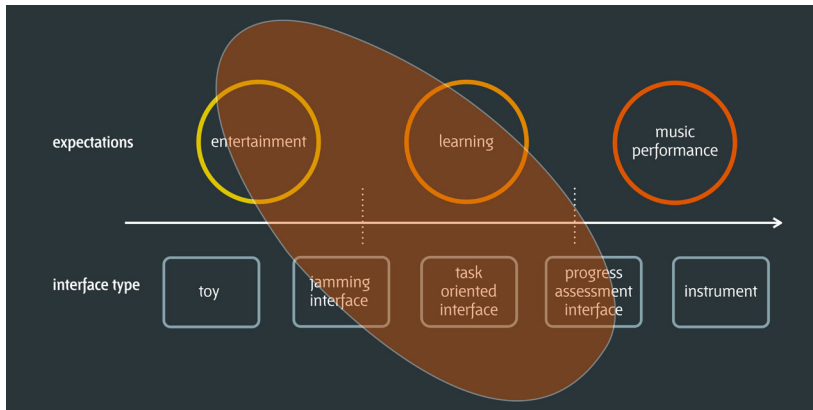 expectations
entertainment
learning
music
performance
interface type
toy
jamming
interface
task
oriented
interface
progress
assessment
interface
instrument